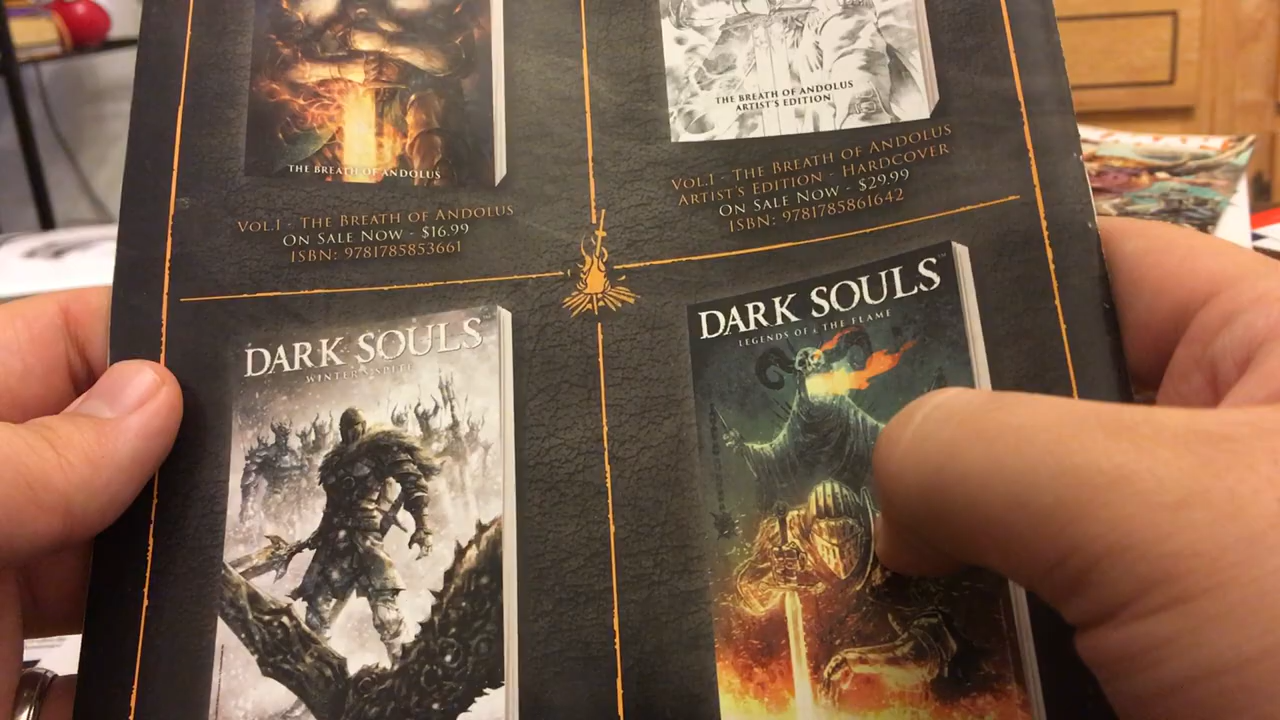 THE BREATH OF ANDOLUS
VOL.1 - THE BREATH OF ANDOLUS
ON SALE NOW - $16.99
ISBN: 9781785853661
THE BREATH OF ANDOLUS
ARTIST'S EDITION
VOL.1 - THE BREATH OF ANDOLUS
ARTIST'S EDITION - HARDCOVER
ON SALE NOW - $29.99
ISBN: 9781785861642
DARK SOULS™
WINTER'S SPITE
DARK SOULS™
LEGENDS OF THE FLAME